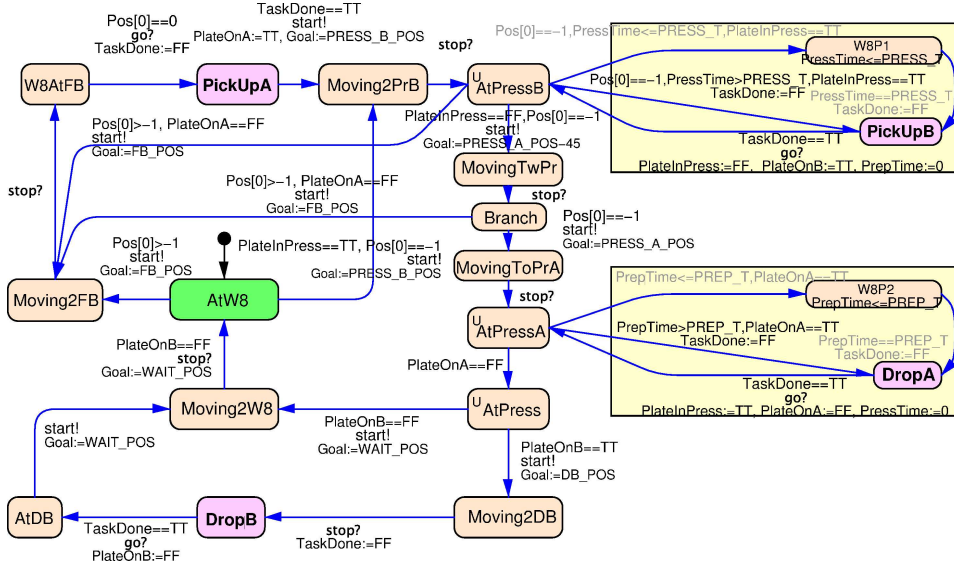 Pos[0]==0
go?
TaskDone:=FF
TaskDone==TT
start!
PlateOnA:=TT, Goal:=PRESS_B_POS
stop?
W8AtFB
PickUpA
Moving2PrB
U
AtPressB
Pos[0]==-1,PressTime<=PRESS_T,PlateInPress==TT
W8P1
PressTime<=PRESS_T
Pos[0]==-1,PressTime>PRESS_T,PlateInPress==TT
TaskDone:=FF
PressTime==PRESS_T
TaskDone:=FF
PickUpB
TaskDone==TT
go?
PlateInPress:=FF, PlateOnB:=TT, PrepTime:=0
Pos[0]>-1, PlateOnA==FF
start!
Goal:=FB_POS
PlateInPress==FF,Pos[0]==-1
start!
Goal:=PRESS_A_POS-45
MovingTwPr
stop?
stop?
Pos[0]>-1, PlateOnA==FF
start!
Goal:=FB_POS
Branch
Pos[0]==-1
start!
Goal:=PRESS_A_POS
Pos[0]>-1
start!
Goal:=FB_POS
PlateInPress==TT, Pos[0]==-1
start!
Goal:=PRESS_B_POS
MovingToPrA
stop?
Moving2FB
AtW8
U
AtPressA
PrepTime<=PREP_T,PlateOnA==TT
W8P2
PrepTime<=PREP_T
PrepTime>PREP_T,PlateOnA==TT
TaskDone:=FF
PrepTime==PREP_T
TaskDone:=FF
DropA
TaskDone==TT
go?
PlateInPress:=TT, PlateOnA:=FF, PressTime:=0
PlateOnB==FF
stop?
Goal:=WAIT_POS
PlateOnA==FF
Moving2W8
U
AtPress
PlateOnB==FF
start!
Goal:=WAIT_POS
start!
Goal:=WAIT_POS
PlateOnB==TT
start!
Goal:=DB_POS
AtDB
DropB
Moving2DB
TaskDone==TT
go?
PlateOnB:=FF
stop?
TaskDone:=FF